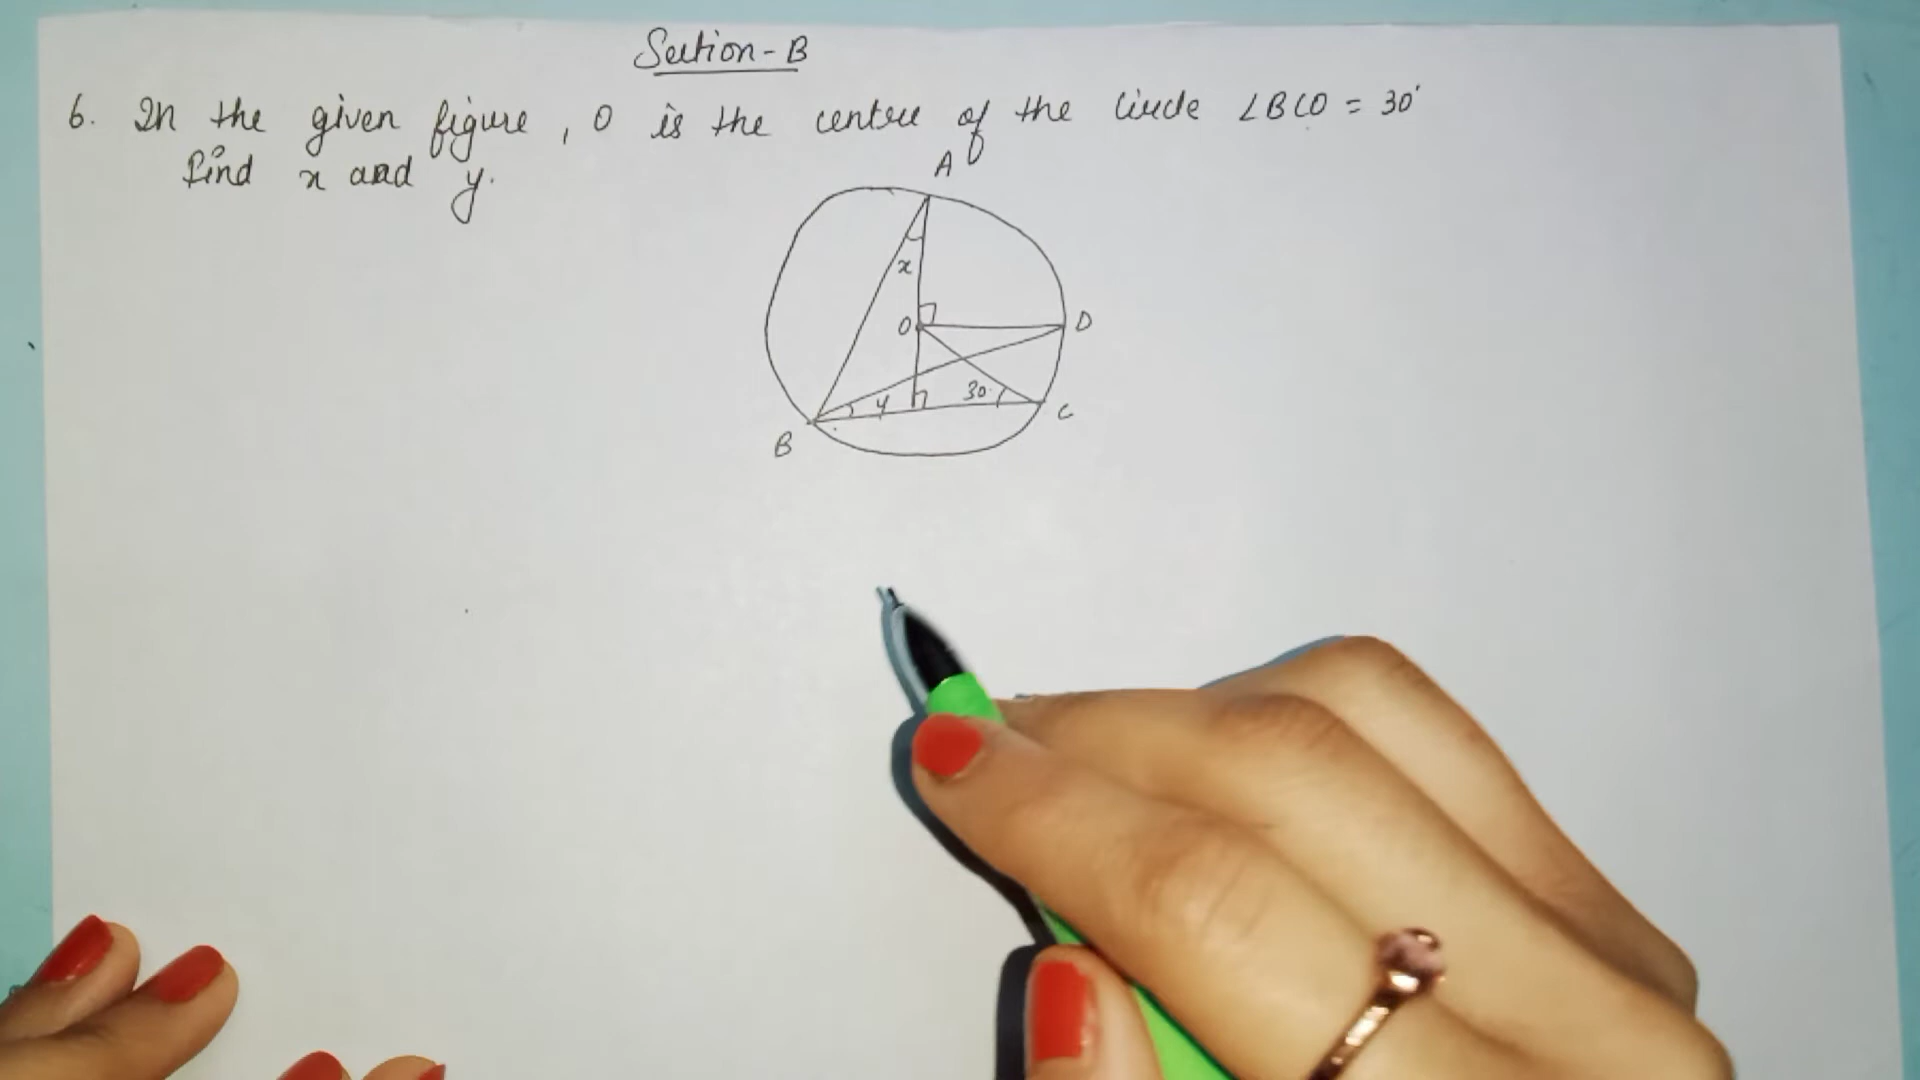 Section - B
6. In the given figure, O is the centre of the circle ∠BCO = 30°
find x and y.
A
x
O
D
30°
y
C
B